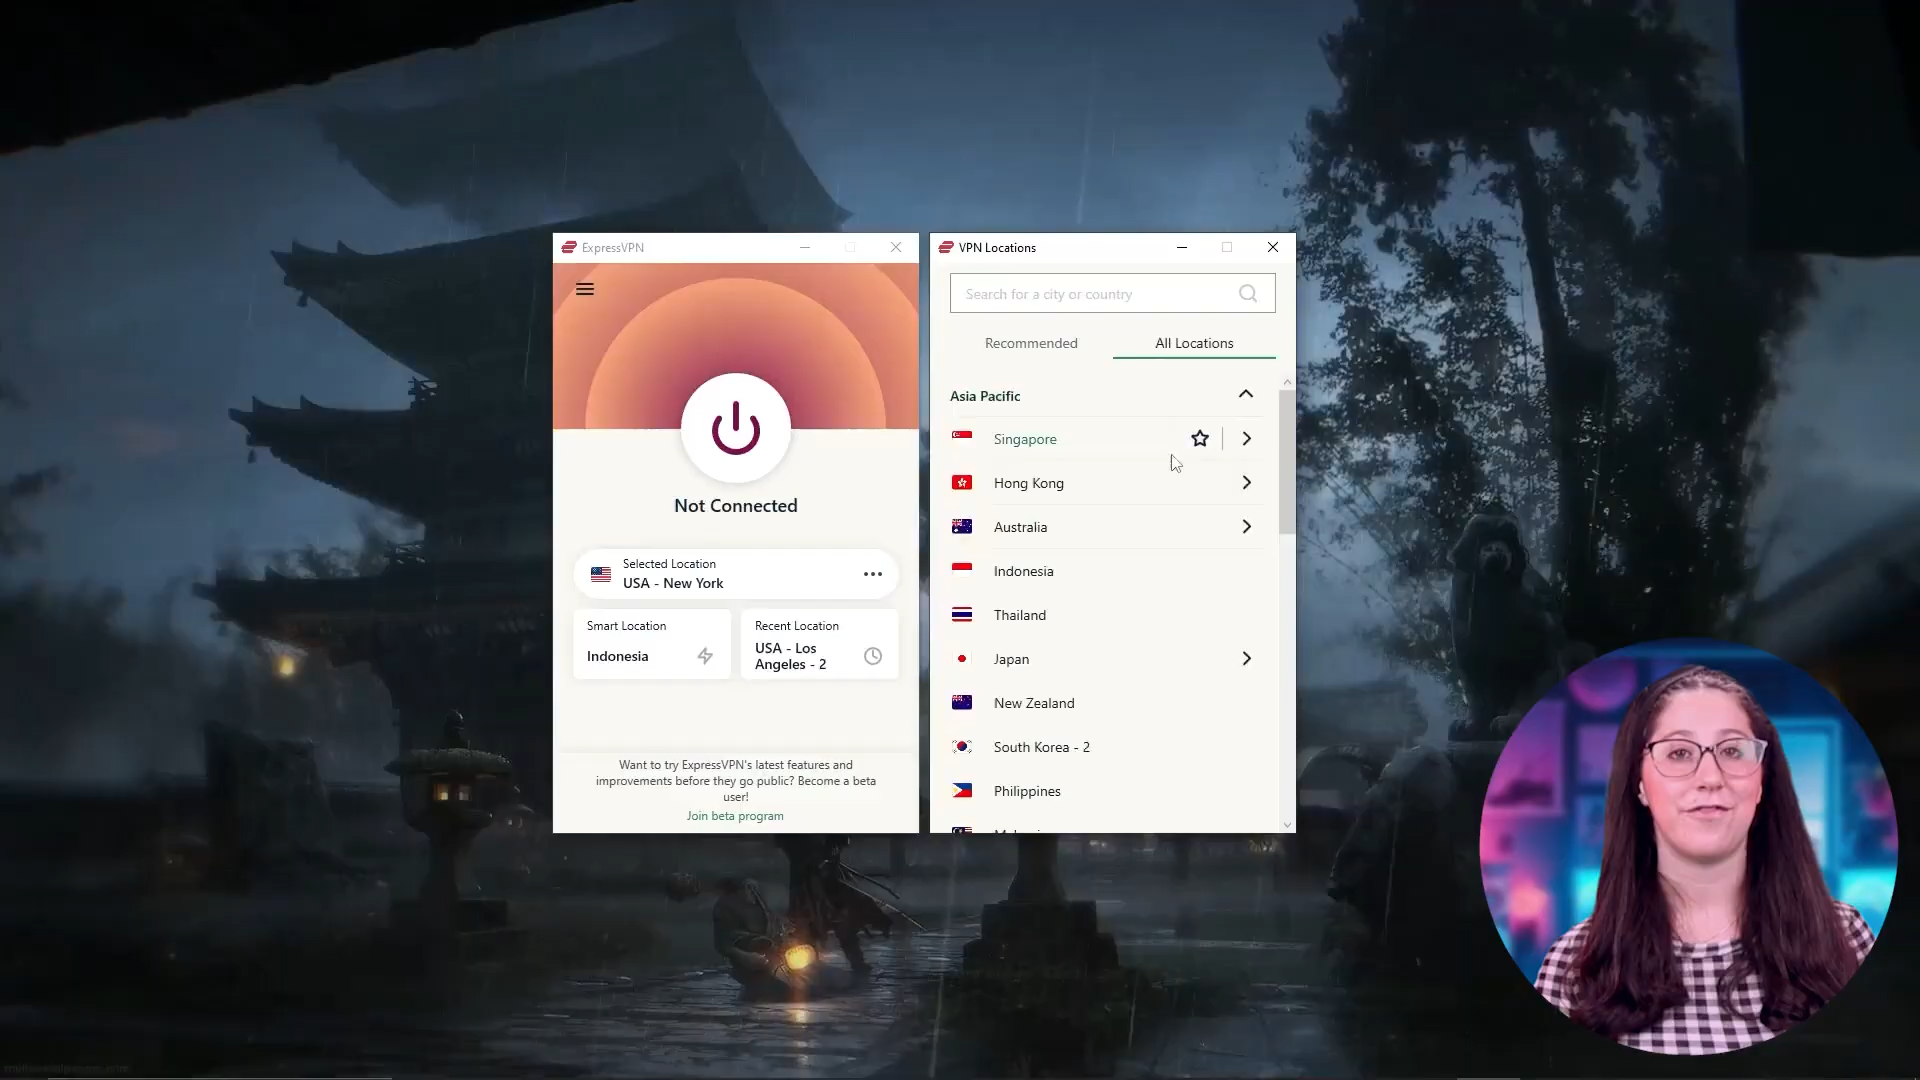 ExpressVPN
Not Connected
Selected Location
USA - New York
Smart Location
Indonesia
Recent Location
USA - Los
Angeles - 2
Want to try ExpressVPN's latest features and
improvements before they go public? Become a beta
user!
Join beta program
VPN Locations
Search for a city or country
Recommended
All Locations
Asia Pacific
Singapore
Hong Kong
Australia
Indonesia
Thailand
Japan
New Zealand
South Korea - 2
Philippines